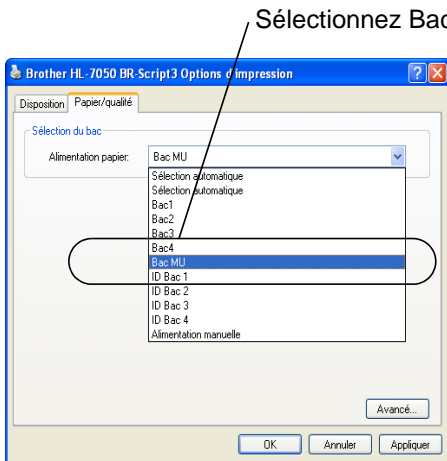 Sélectionnez Bac
Brother HL-7050 BR-Script3 Options d'impression
Disposition Papier/qualité
Sélection du bac
Alimentation papier: Bac MU
Sélection automatique
Sélection automatique
Bac1
Bac2
Bac3
Bac4
Bac MU
ID Bac 1
ID Bac 2
ID Bac 3
ID Bac 4
Alimentation manuelle
Avancé...
OK Annuler Appliquer